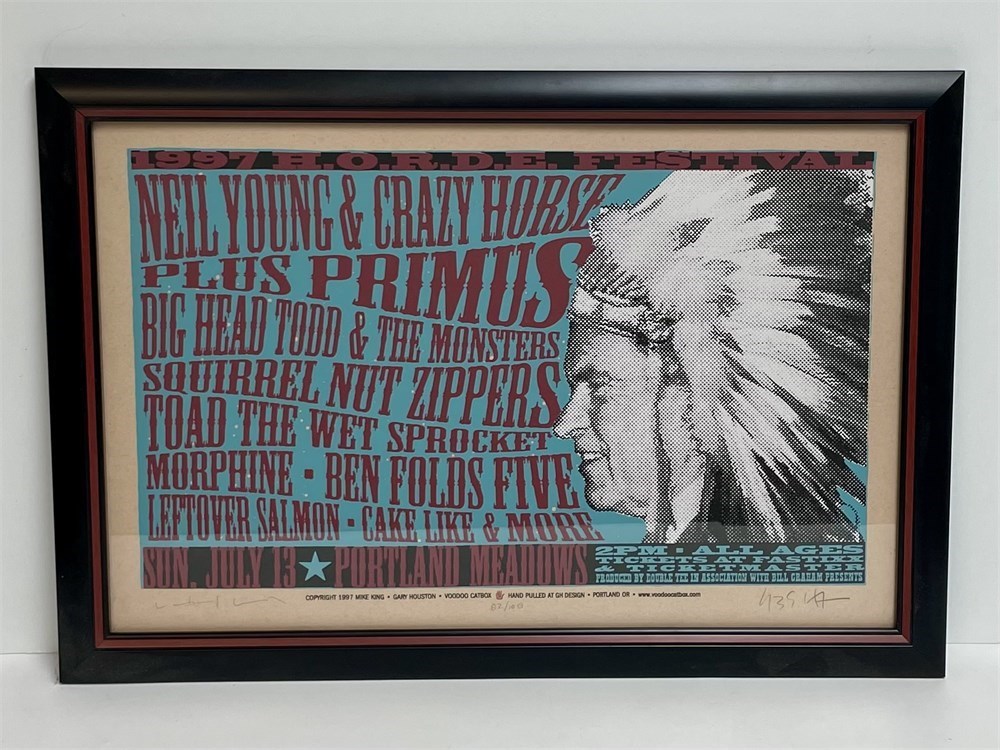 1997 H.O.R.D.E. FESTIVAL
NEIL YOUNG & CRAZY HORSE
PLUS PRIMUS
BIG HEAD TODD & THE MONSTERS
SQUIRREL NUT ZIPPERS
TOAD THE WET SPROCKET
MORPHINE • BEN FOLDS FIVE
LEFTOVER SALMON • CAKE LIKE & MORE
SUN. JULY 13 ★ PORTLAND MEADOWS
2PM • ALL AGES
TICKETS AT FASTIXX
& TICKETMASTER
PRODUCED BY DOUBLE TEE IN ASSOCIATION WITH BILL GRAHAM PRESENTS
COPYRIGHT 1997 MIKE KING • GARY HOUSTON • VOODOO CATBOX HAND PULLED AT GH DESIGN • PORTLAND OR • www.voodoocatbox.com